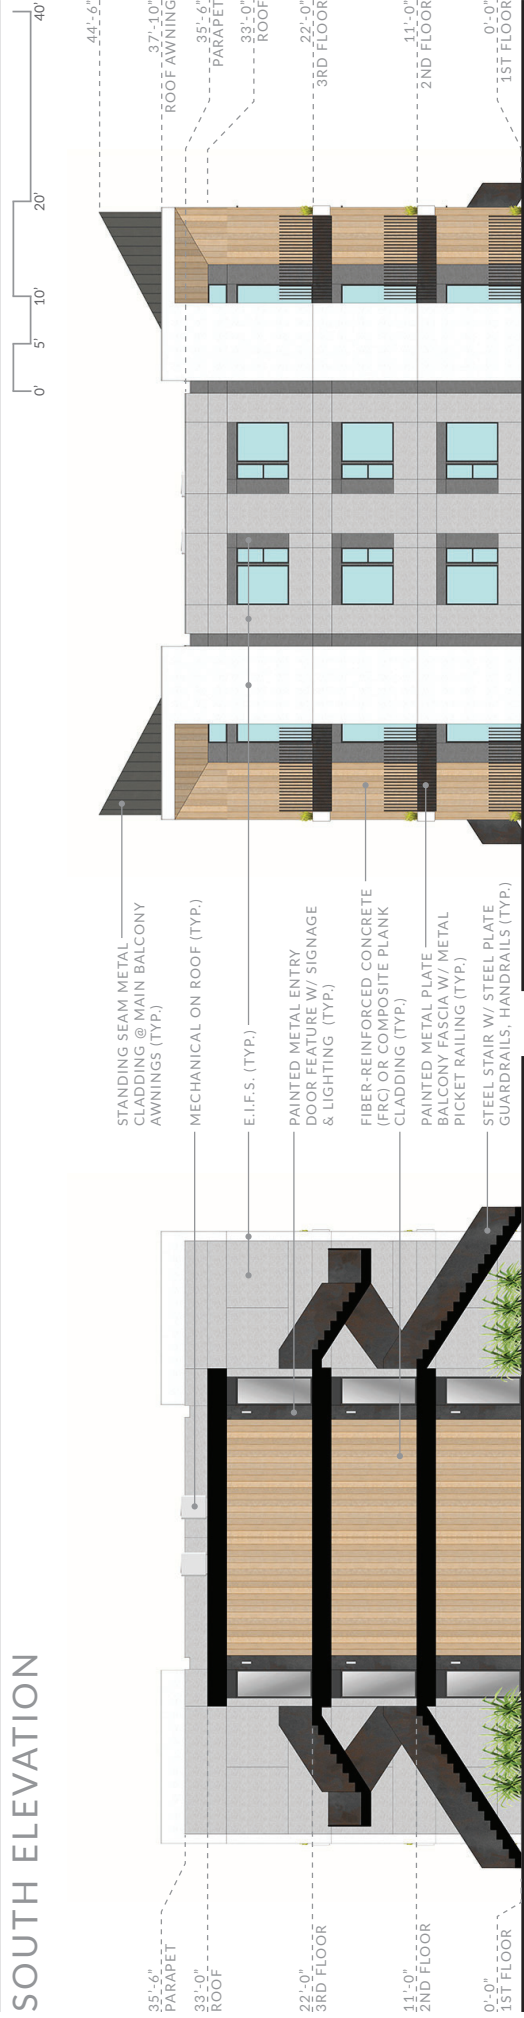 SOUTH ELEVATION
35'-6"
PARAPET
33'-0"
ROOF
22'-0"
3RD FLOOR
11'-0"
2ND FLOOR
0'-0"
1ST FLOOR
STANDING SEAM METAL
CLADDING @ MAIN BALCONY
AWNINGS (TYP.)
MECHANICAL ON ROOF (TYP.)
E.I.F.S. (TYP.)
PAINTED METAL ENTRY
DOOR FEATURE W/ SIGNAGE
& LIGHTING (TYP.)
FIBER-REINFORCED CONCRETE
(FRC) OR COMPOSITE PLANK
CLADDING (TYP.)
PAINTED METAL PLATE
BALCONY FASCIA W/ METAL
PICKET RAILING (TYP.)
STEEL STAIR W/ STEEL PLATE
GUARDRAILS, HANDRAILS (TYP.)
0' 5' 10' 20' 40'
44'-6"
37'-10"
ROOF AWNING
35'-6"
PARAPET
33'-0"
ROOF
22'-0"
3RD FLOOR
11'-0"
2ND FLOOR
0'-0"
1ST FLOOR